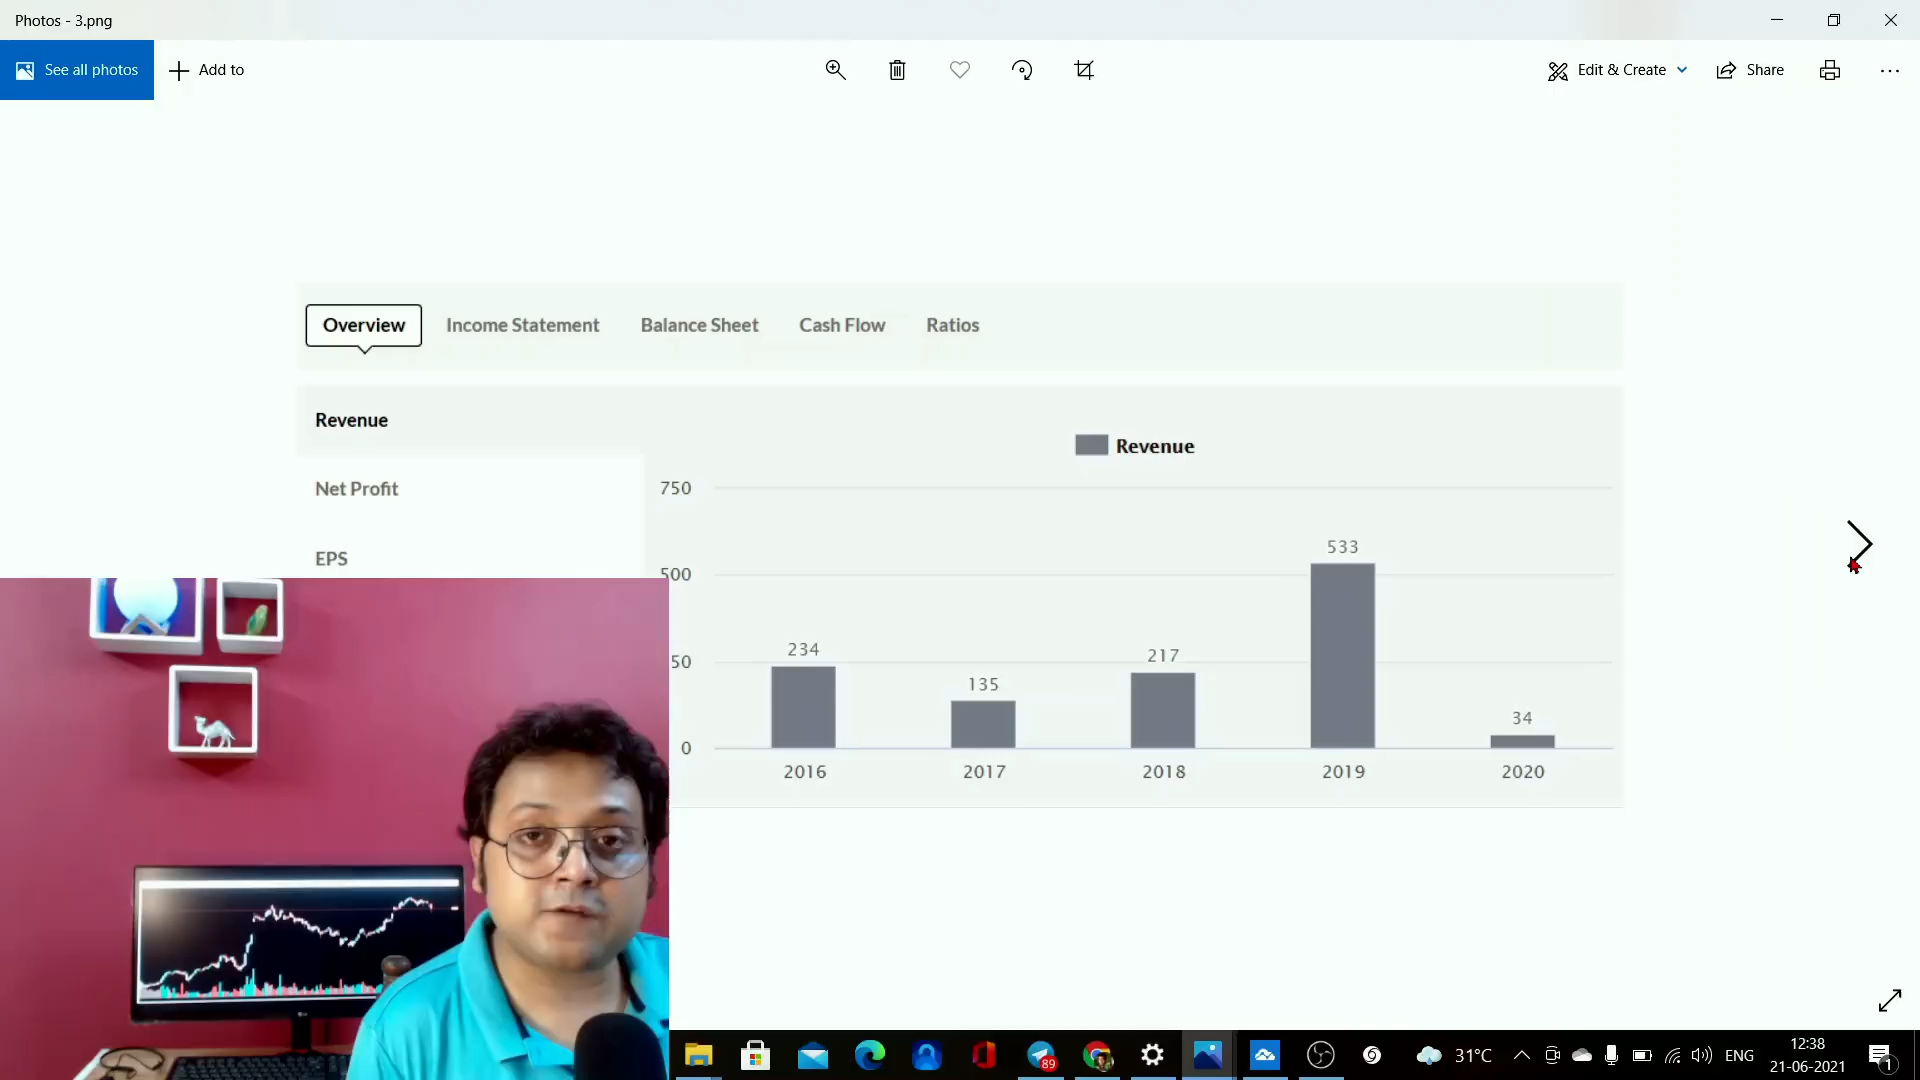 Photos - 3.png
See all photos
Add to
Edit & Create
Share
Overview
Income Statement
Balance Sheet
Cash Flow
Ratios
Revenue
Net Profit
EPS
Revenue
750
500
50
0
234
135
217
533
34
2016
2017
2018
2019
2020
89
31°C
ENG
12:38
21-06-2021
1